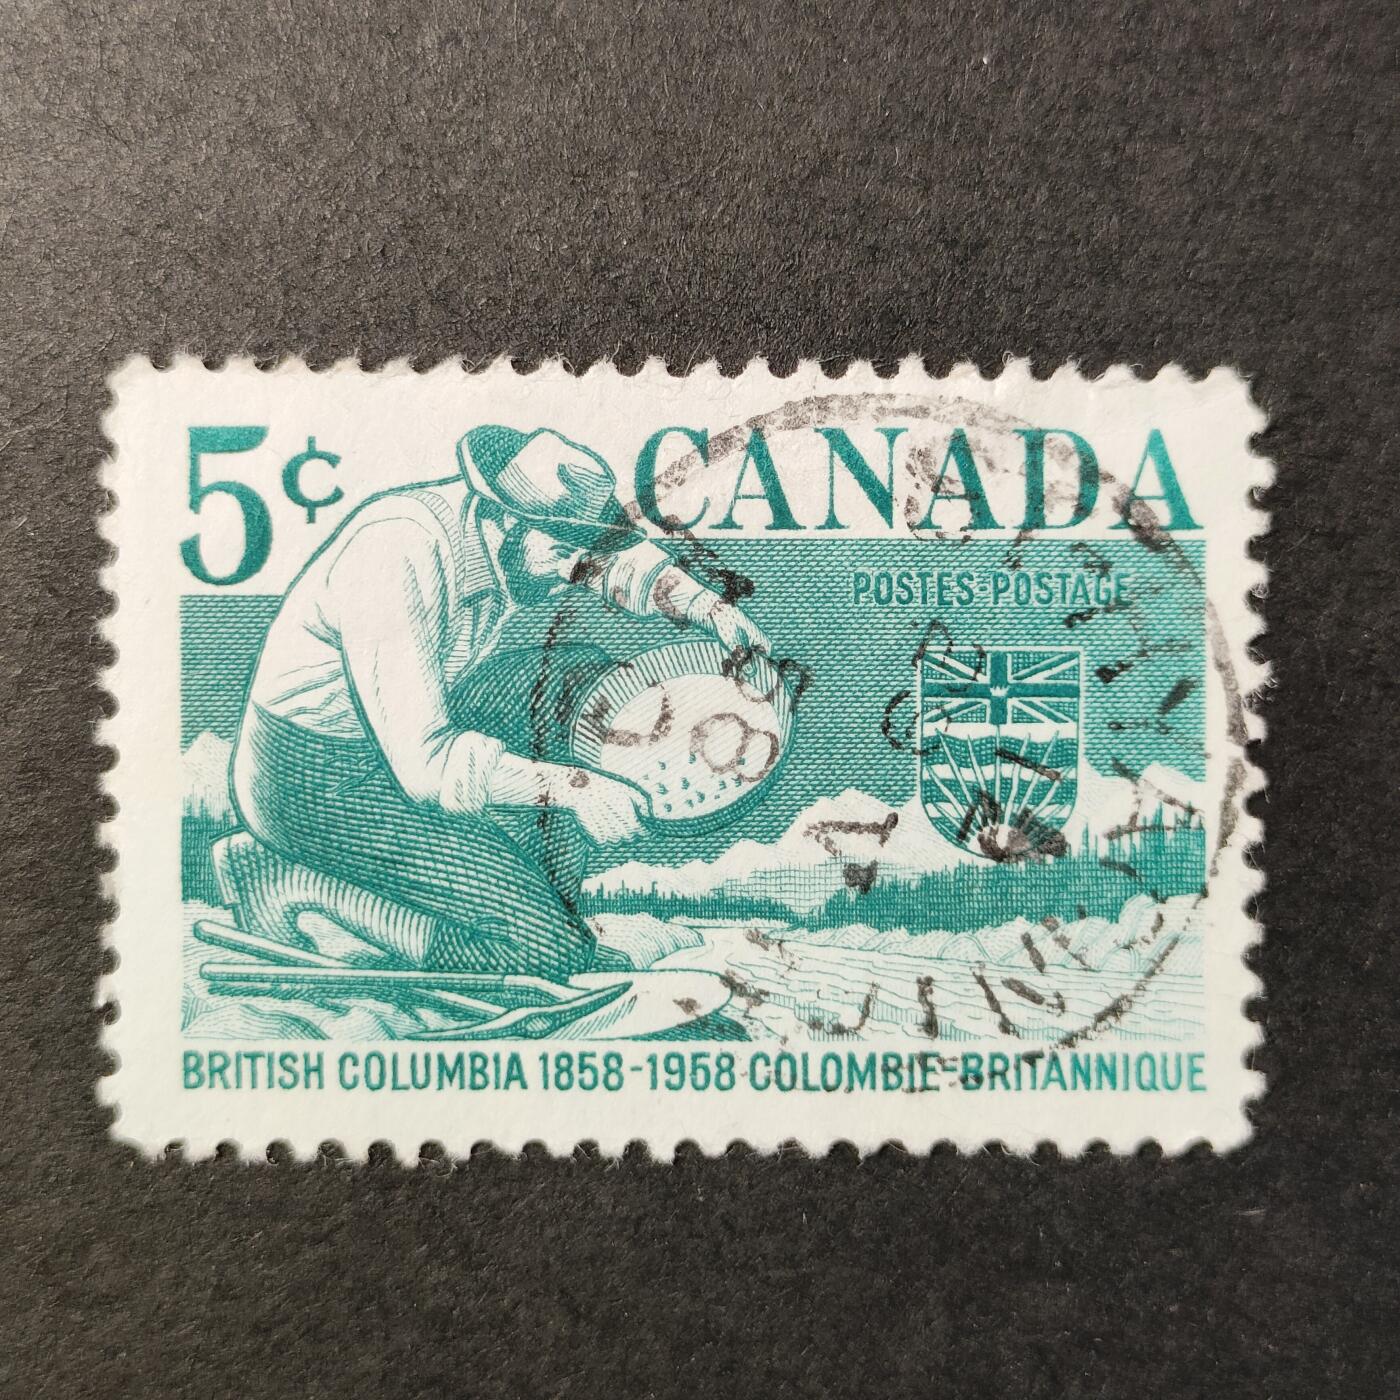 5¢ CANADA
POSTES-POSTAGE
BRITISH COLUMBIA 1858-1958 COLOMBIE-BRITANNIQUE